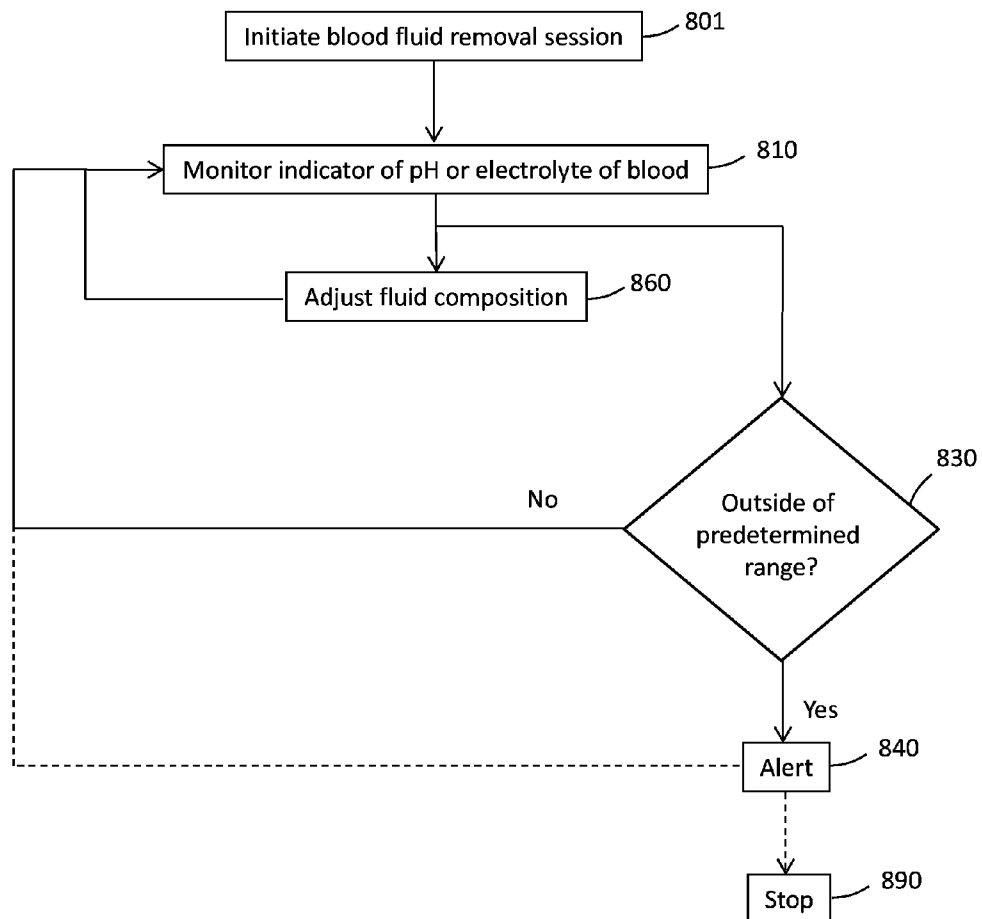 Initiate blood fluid removal session
801
Monitor indicator of pH or electrolyte of blood
810
Adjust fluid composition
860
830
Outside of
predetermined
range?
No
Yes
Alert
840
Stop
890